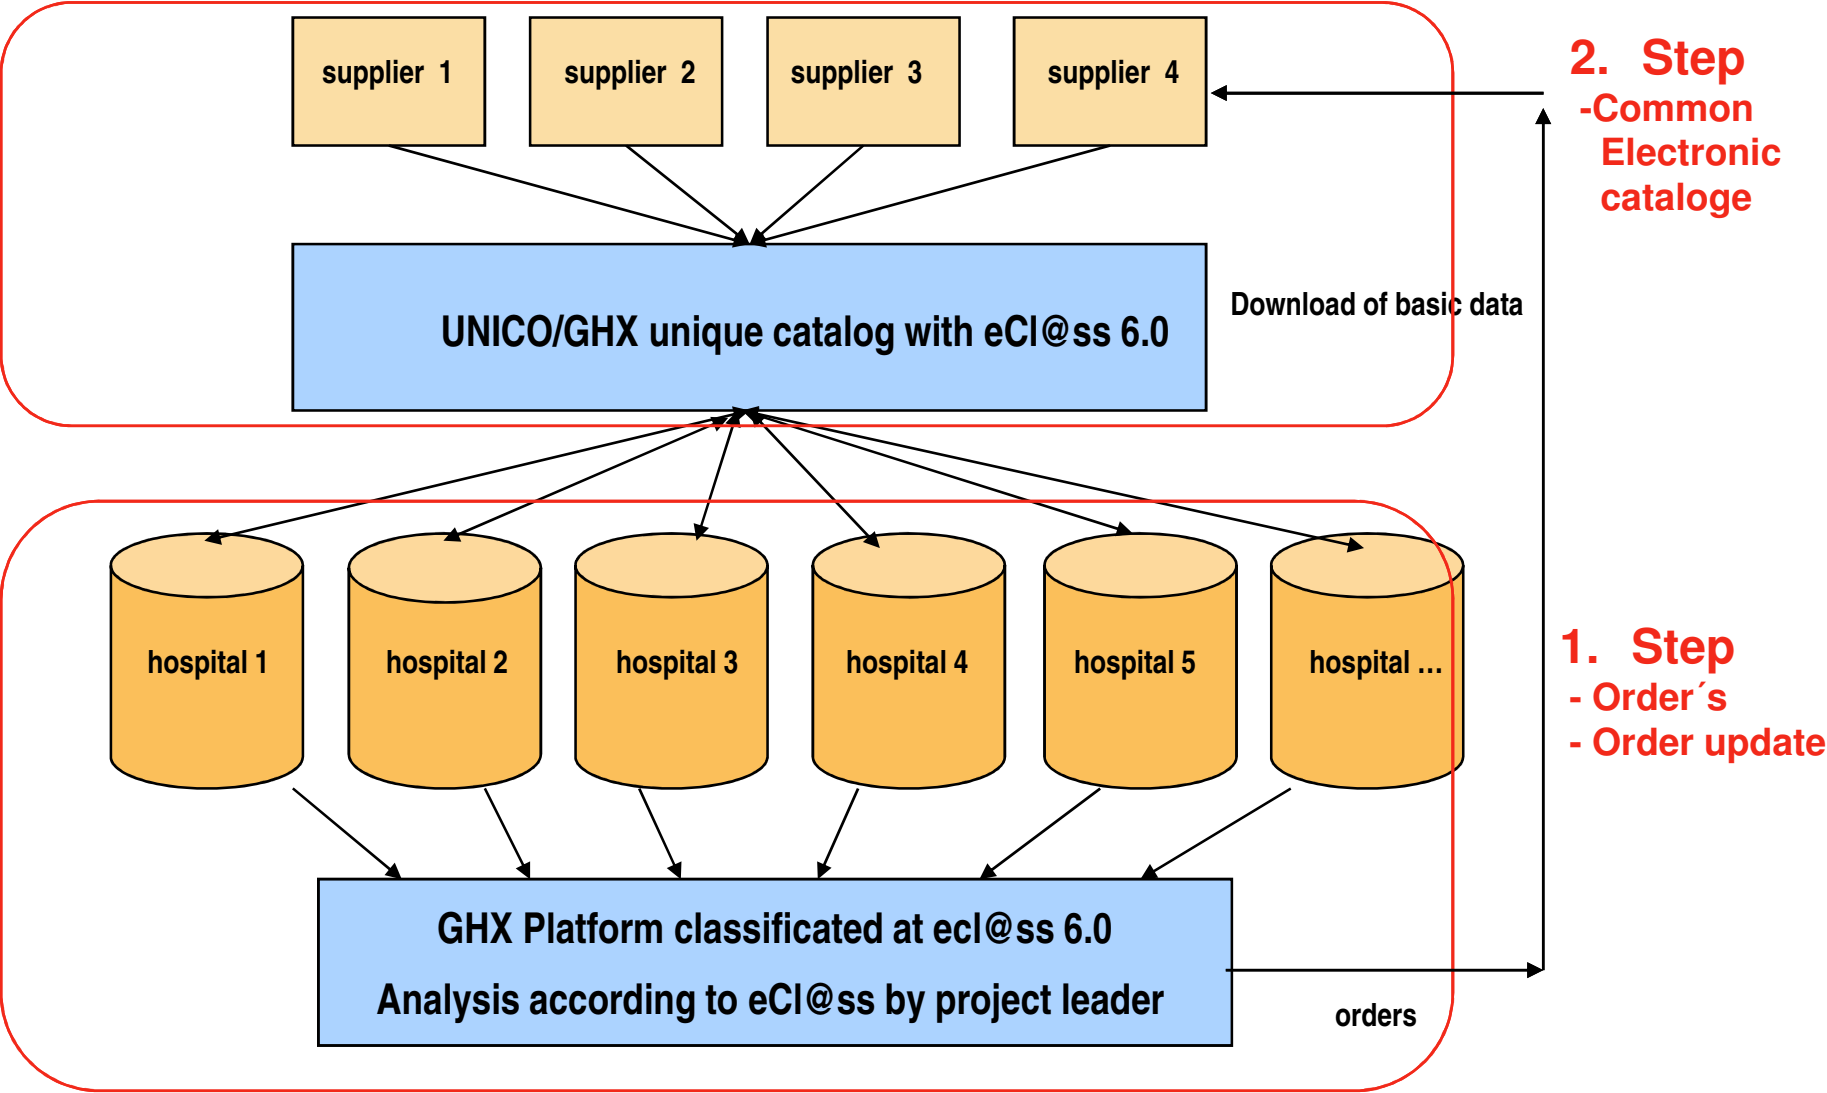 supplier 1
supplier 2
supplier 3
supplier 4
2. Step
-Common
Electronic
cataloge
UNICO/GHX unique catalog with eCl@ss 6.0
Download of basic data
hospital 1
hospital 2
hospital 3
hospital 4
hospital 5
hospital ...
1. Step
- Order´s
- Order update
GHX Platform classificated at ecl@ss 6.0
Analysis according to eCl@ss by project leader
orders